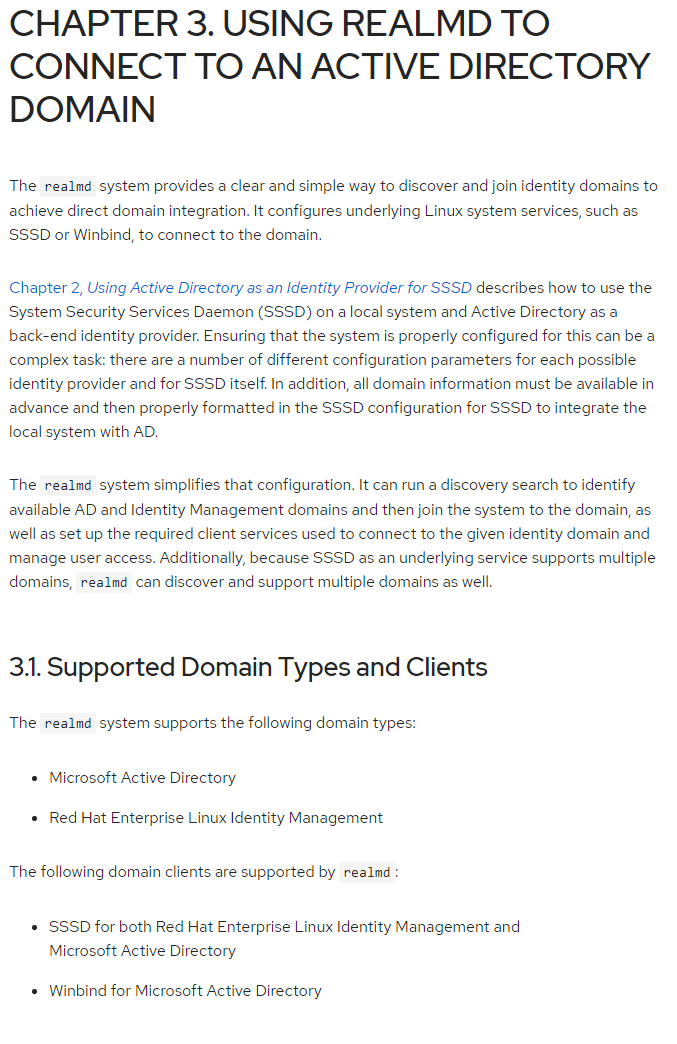 CHAPTER 3. USING REALMD TO
CONNECT TO AN ACTIVE DIRECTORY
DOMAIN
The realmd system provides a clear and simple way to discover and join identity domains to
achieve direct domain integration. It configures underlying Linux system services, such as
SSSD or Winbind, to connect to the domain.
Chapter 2, Using Active Directory as an Identity Provider for SSSD describes how to use the
System Security Services Daemon (SSSD) on a local system and Active Directory as a
back-end identity provider. Ensuring that the system is properly configured for this can be a
complex task: there are a number of different configuration parameters for each possible
identity provider and for SSSD itself. In addition, all domain information must be available in
advance and then properly formatted in the SSSD configuration for SSSD to integrate the
local system with AD.
The realmd system simplifies that configuration. It can run a discovery search to identify
available AD and Identity Management domains and then join the system to the domain, as
well as set up the required client services used to connect to the given identity domain and
manage user access. Additionally, because SSSD as an underlying service supports multiple
domains, realmd can discover and support multiple domains as well.
3.1. Supported Domain Types and Clients
The realmd system supports the following domain types:
• Microsoft Active Directory
• Red Hat Enterprise Linux Identity Management
The following domain clients are supported by realmd :
• SSSD for both Red Hat Enterprise Linux Identity Management and
Microsoft Active Directory
• Winbind for Microsoft Active Directory